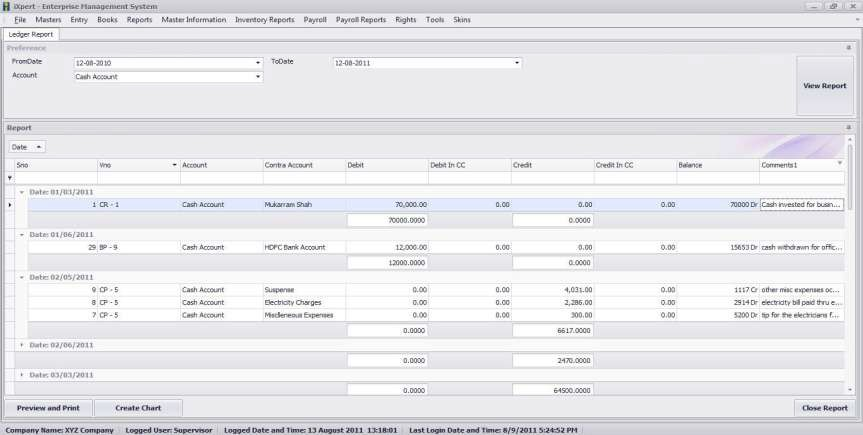 iXpert - Enterprise Management System
File Masters Entry Books Reports Master Information Inventory Reports Payroll Payroll Reports Rights Tools Skins
Ledger Report
Preference
FromDate 12-08-2010 ToDate 12-08-2011
Account Cash Account
View Report
Report
Date
Sno Vno Account Contra Account Debit Debit In CC Credit Credit In CC Balance Comments1
Date: 01/03/2011
1 CR - 1 Cash Account Mukarram Shah 70,000.00 0.00 0.00 0.00 70000 Dr Cash invested for busin...
70000.0000 0.0000
Date: 01/06/2011
29 BP - 9 Cash Account HDFC Bank Account 12,000.00 0.00 0.00 0.00 15653 Dr cash withdrawn for offic...
12000.0000 0.0000
Date: 02/05/2011
9 CP - 5 Cash Account Suspense 0.00 0.00 4,031.00 0.00 1117 Cr other misc expenses oc...
8 CP - 5 Cash Account Electricity Charges 0.00 0.00 2,286.00 0.00 2914 Dr electricity bill paid thru e...
7 CP - 5 Cash Account Misclleneous Expenses 0.00 0.00 300.00 0.00 5200 Dr tip for the electricians f...
0.0000 6617.0000
Date: 02/06/2011
0.0000 2470.0000
Date: 03/03/2011
0.0000 64500.0000
Preview and Print Create Chart Close Report
Company Name: XYZ Company Logged User: Supervisor Logged Date and Time: 13 August 2011 13:18:01 Last Login Date and Time: 8/9/2011 5:24:52 PM